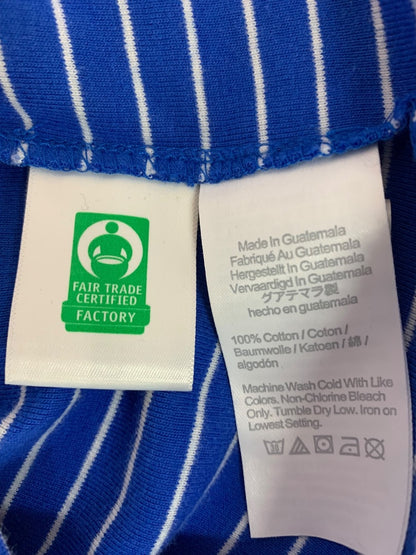 FAIR TRADE
CERTIFIED
FACTORY
Made In Guatemala
Fabriqué Au Guatemala
Hergestellt In Guatemala
Vervaardigd In Guatemala
グアテマラ製
hecho en guatemala
100% Cotton / Coton /
Baumwolle / Katoen / 綿 /
algodón
Machine Wash Cold With Like
Colors. Non-Chlorine Bleach
Only. Tumble Dry Low. Iron on
Lowest Setting.